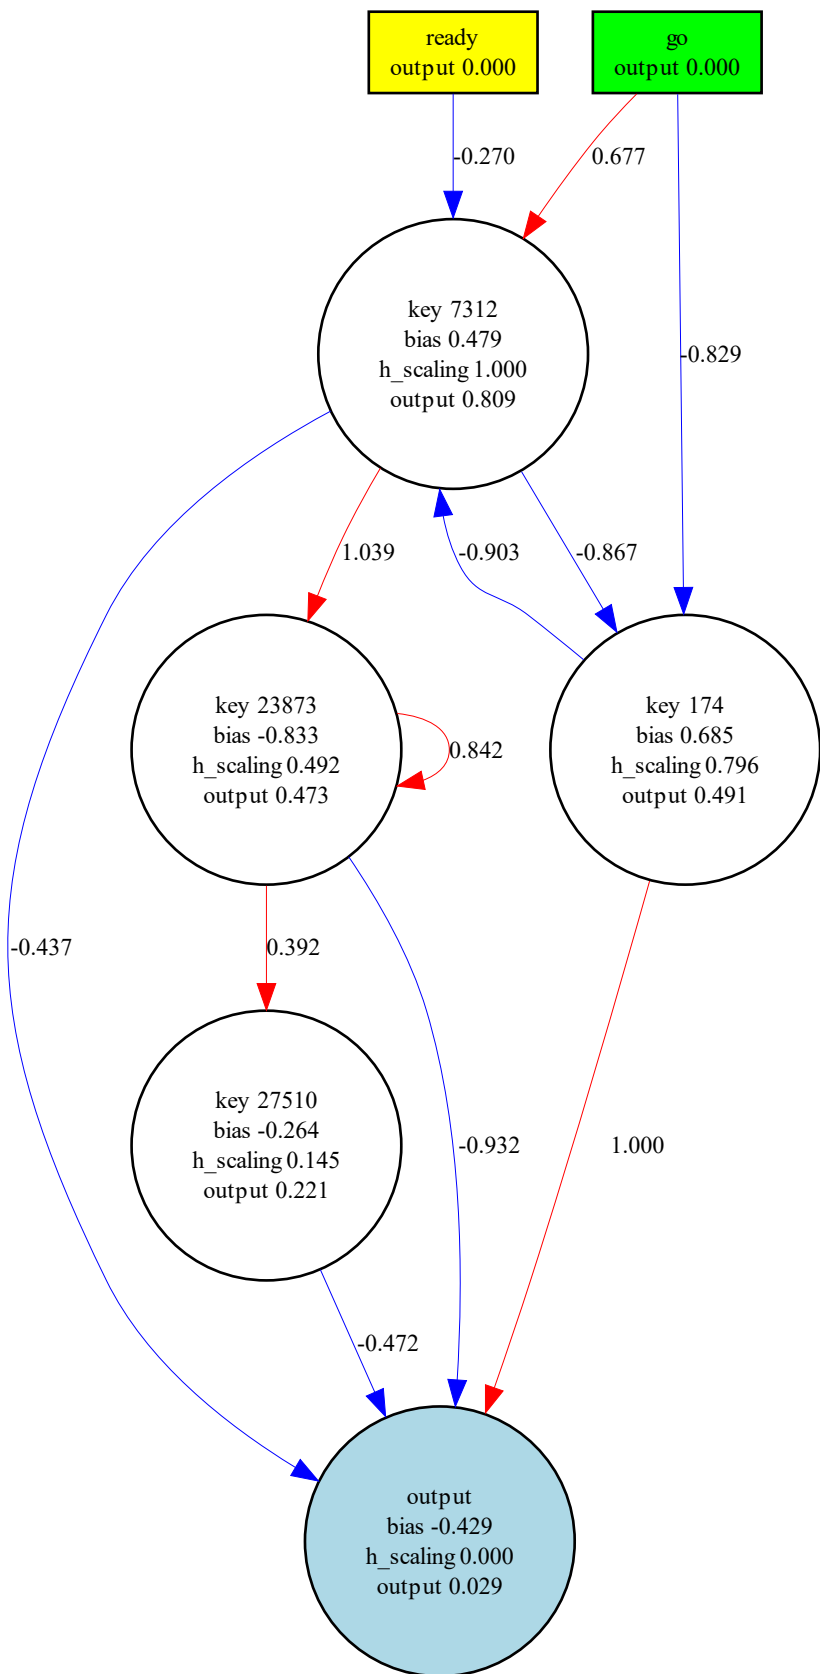 ready
output 0.000
go
output 0.000
-0.270
0.677
key 7312
bias 0.479
h_scaling 1.000
output 0.809
-0.829
1.039
-0.903
-0.867
key 23873
bias -0.833
h_scaling 0.492
output 0.473
0.842
key 174
bias 0.685
h_scaling 0.796
output 0.491
-0.437
0.392
key 27510
bias -0.264
h_scaling 0.145
output 0.221
-0.932
1.000
-0.472
output
bias -0.429
h_scaling 0.000
output 0.029